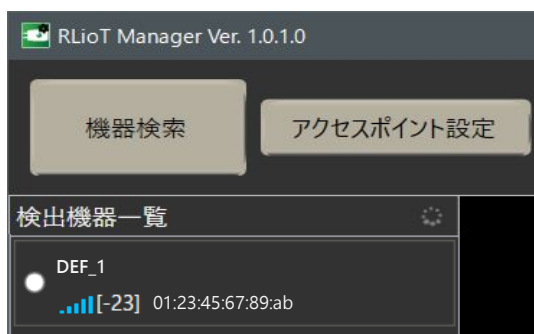 RLioT Manager Ver. 1.0.1.0
機器検索
アクセスポイント設定
検出機器一覧
DEF_1
[-23] 01:23:45:67:89:ab